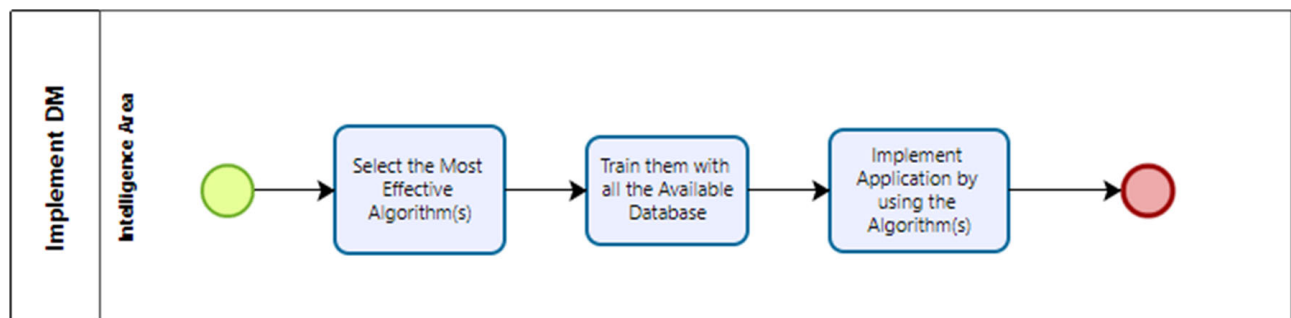 Implement DM
Intelligence Area
Select the Most
Effective
Algorithm(s)
Train them with
all the Available
Database
Implement
Application by
using the
Algorithm(s)